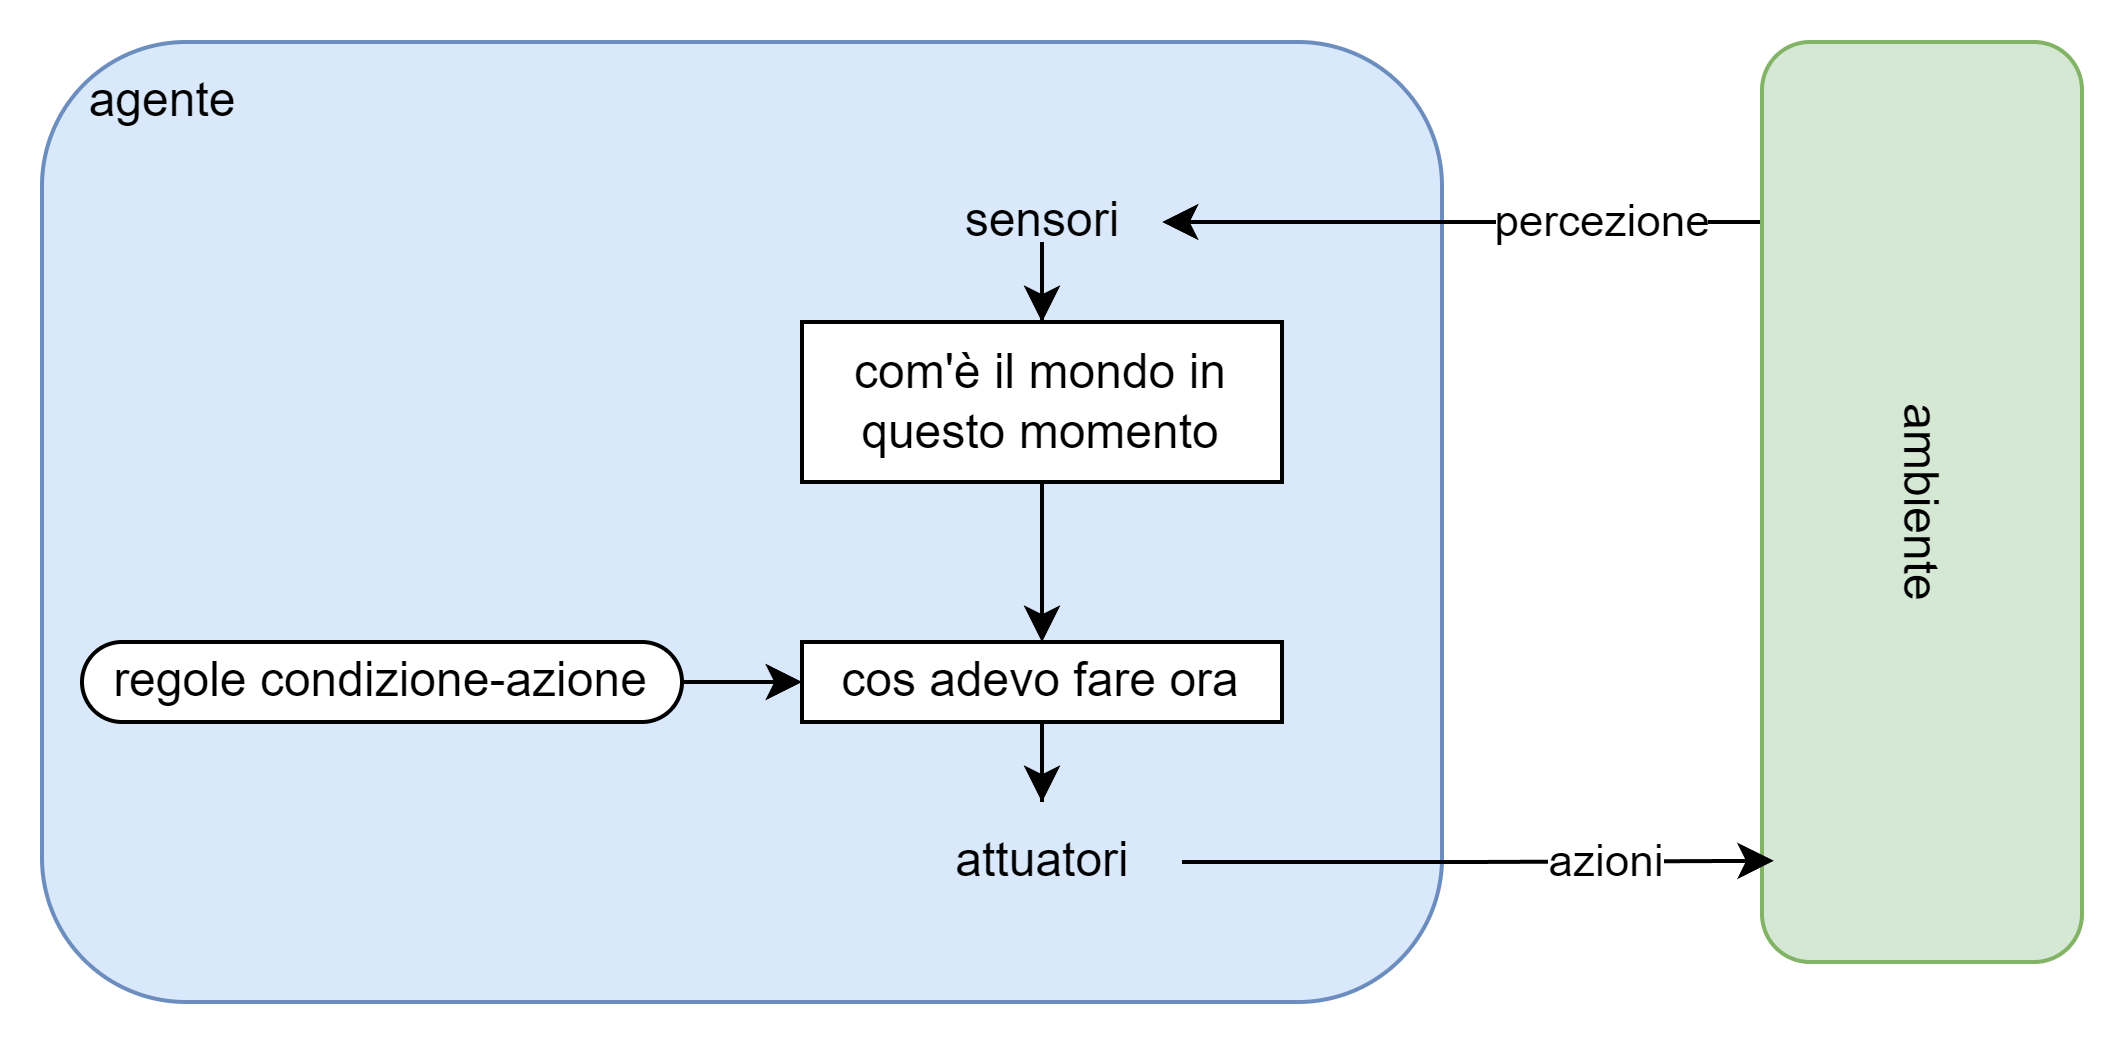 agente
sensori
percezione
com'è il mondo in
questo momento
ambiente
regole condizione-azione
cos adevo fare ora
attuatori
azioni